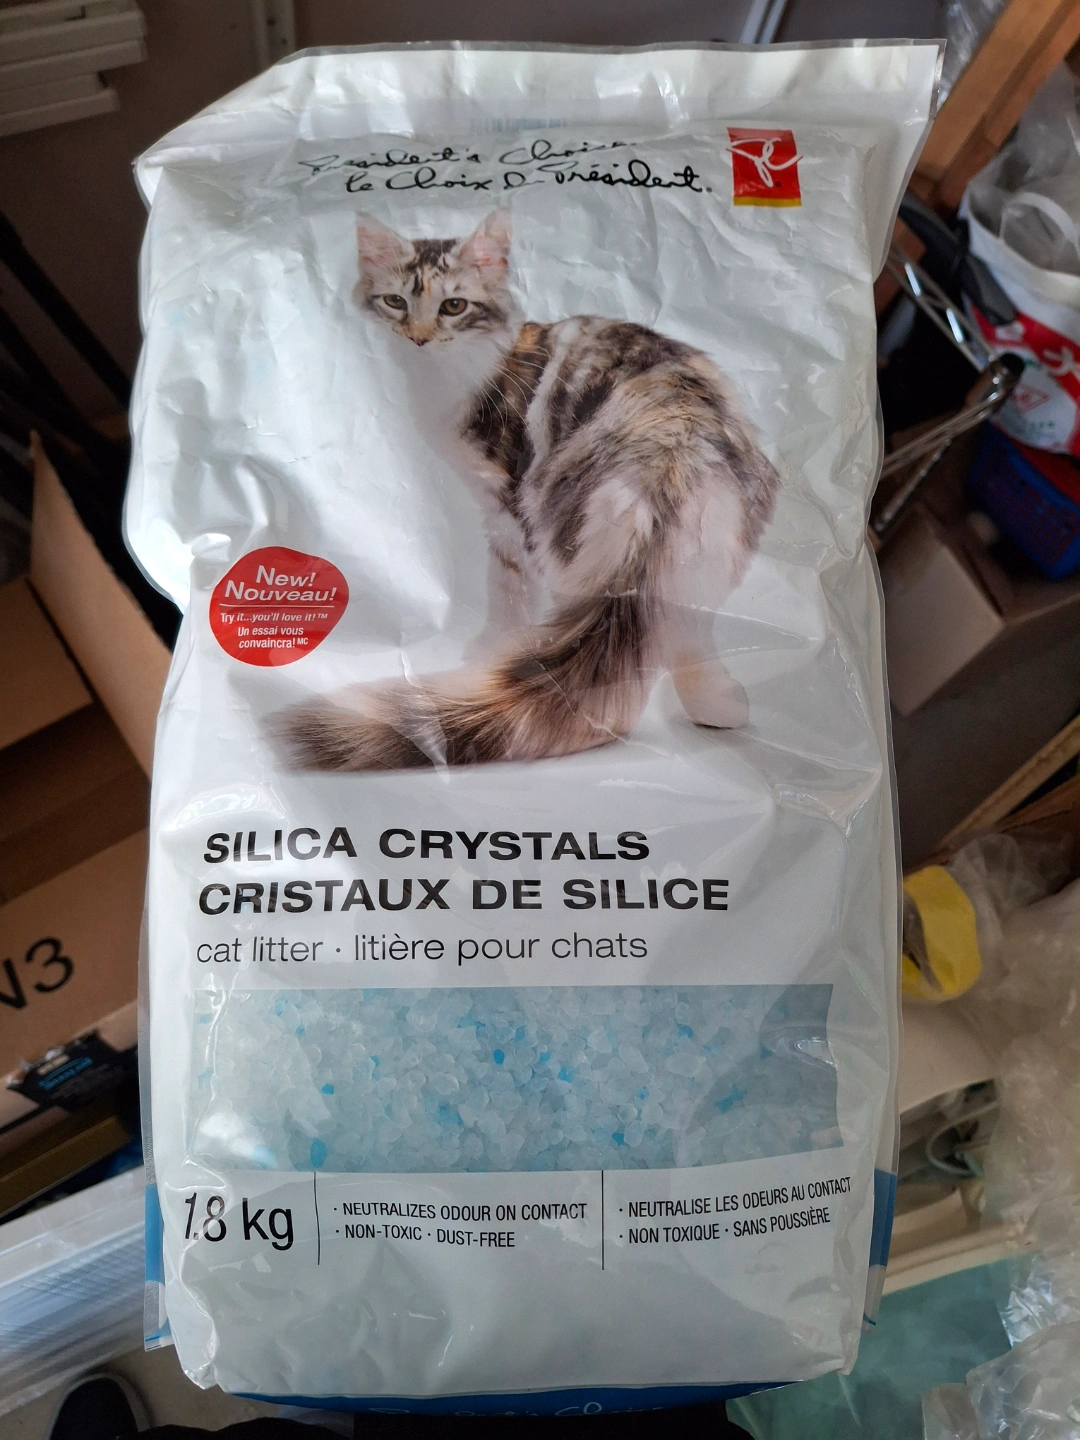 President's Choice
le Choix du Président.
PC
New!
Nouveau!
Try it...you'll love it!™
Un essai vous
convaincra! MC
SILICA CRYSTALS
CRISTAUX DE SILICE
cat litter · litière pour chats
1.8 kg
· NEUTRALIZES ODOUR ON CONTACT
· NON-TOXIC · DUST-FREE
· NEUTRALISE LES ODEURS AU CONTACT
· NON TOXIQUE · SANS POUSSIÈRE